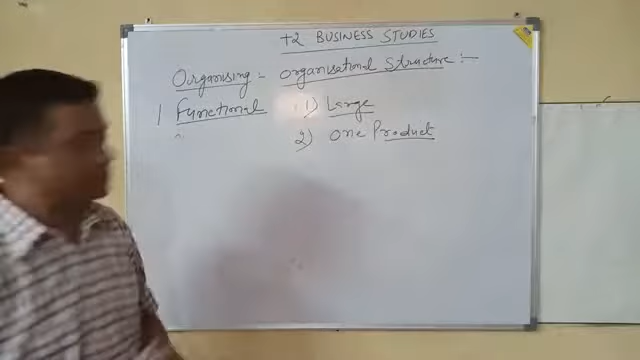 +2 BUSINESS STUDIES
Organising - Organisational Structure :-
1 Functional 1) Large
2) One Product